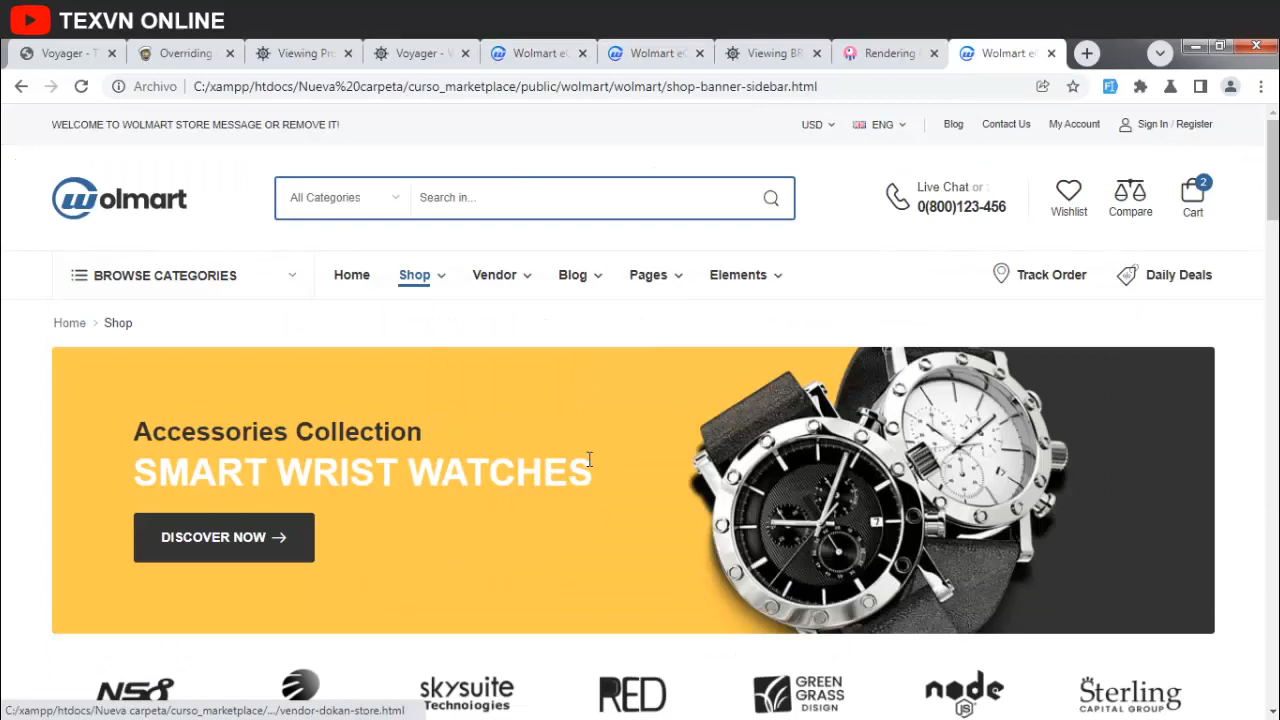 TEXVN ONLINE
Voyager - T
Overriding
Viewing Pr
Voyager - W
Wolmart e
Wolmart e
Viewing BR
Rendering
Wolmart e
Archivo
C:/xampp/htdocs/Nueva%20carpeta/curso_marketplace/public/wolmart/wolmart/shop-banner-sidebar.html
WELCOME TO WOLMART STORE MESSAGE OR REMOVE IT!
USD
ENG
Blog
Contact Us
My Account
Sign In / Register
Wolmart
All Categories
Search in...
Live Chat or :
0(800)123-456
Wishlist
Compare
2
Cart
BROWSE CATEGORIES
Home
Shop
Vendor
Blog
Pages
Elements
Track Order
Daily Deals
Home > Shop
Accessories Collection
SMART WRIST WATCHES
DISCOVER NOW →
7
NS8
skysuite
Technologies
RED
GREEN
GRASS
DESIGN
node
JS
Sterling
CAPITAL GROUP
C:/xampp/htdocs/Nueva carpeta/curso_marketplace/.../vendor-dokan-store.html